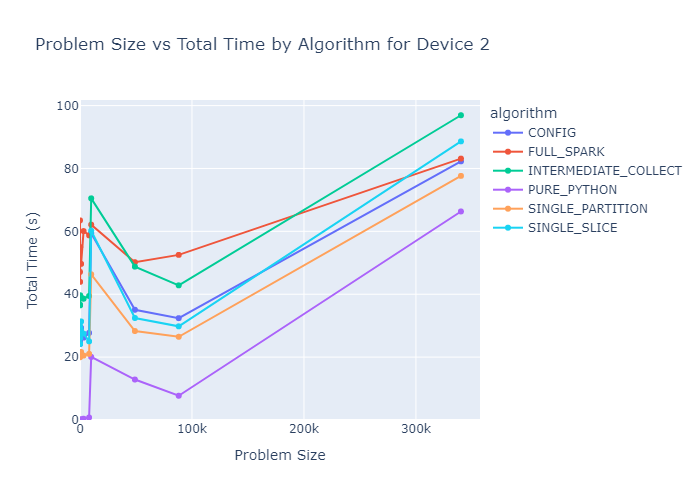 Problem Size vs Total Time by Algorithm for Device 2
100
80
60
40
20
0
Total Time (s)
0
100k
200k
300k
Problem Size
algorithm
CONFIG
FULL_SPARK
INTERMEDIATE_COLLECT
PURE_PYTHON
SINGLE_PARTITION
SINGLE_SLICE